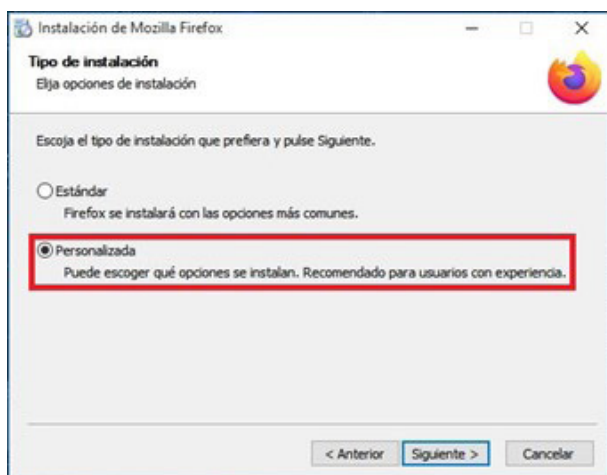 Instalación de Mozilla Firefox
Tipo de instalación
Elija opciones de instalación
Escoja el tipo de instalación que prefiera y pulse Siguiente.
Estándar
Firefox se instalará con las opciones más comunes.
Personalizada
Puede escoger qué opciones se instalan. Recomendado para usuarios con experiencia.
< Anterior Siguiente > Cancelar